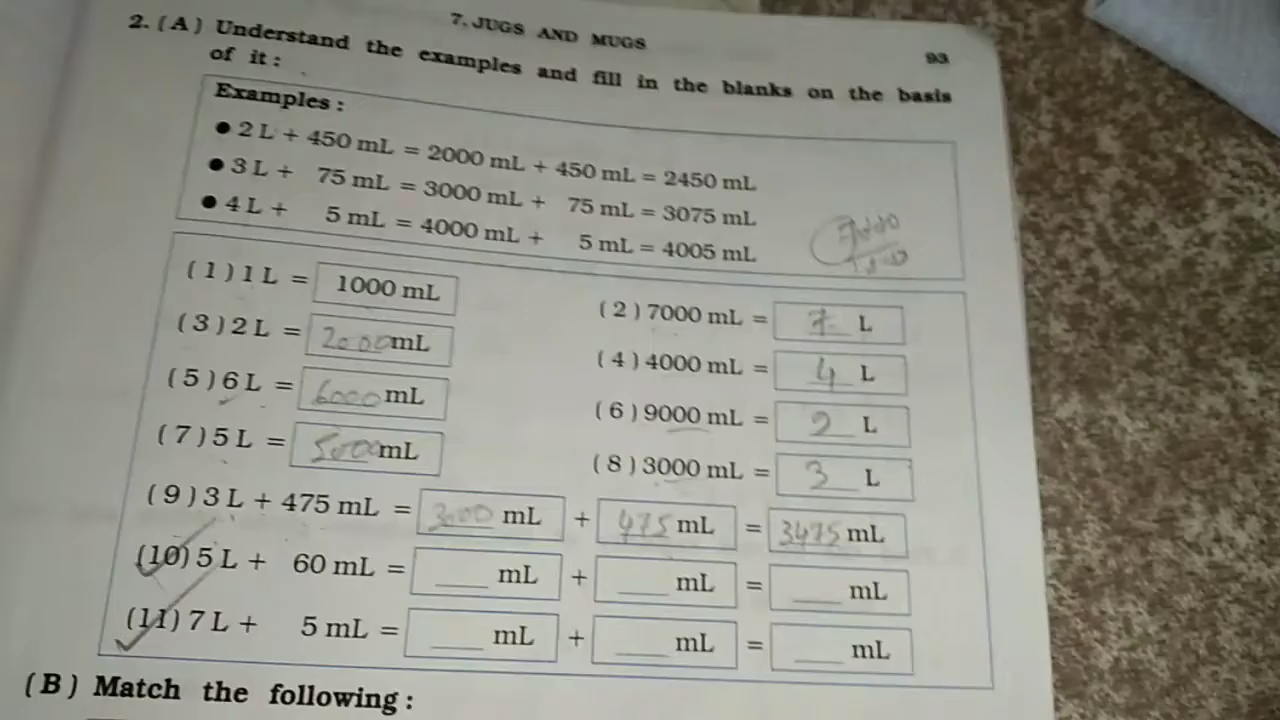 7. JUGS AND MUGS
93
2. (A) Understand the examples and fill in the blanks on the basis
of it :
Examples :
● 2 L + 450 mL = 2000 mL + 450 mL = 2450 mL
● 3 L + 75 mL = 3000 mL + 75 mL = 3075 mL
● 4 L + 5 mL = 4000 mL + 5 mL = 4005 mL
(1) 1 L = 1000 mL
(2) 7000 mL = 7 L
(3) 2 L = 2000 mL
(4) 4000 mL = 4 L
(5) 6 L = 6000 mL
(6) 9000 mL = 9 L
(7) 5 L = 5000 mL
(8) 3000 mL = 3 L
(9) 3 L + 475 mL = 3000 mL + 475 mL = 3475 mL
(10) 5 L + 60 mL = ___ mL + ___ mL = ___ mL
(11) 7 L + 5 mL = ___ mL + ___ mL = ___ mL
(B) Match the following :